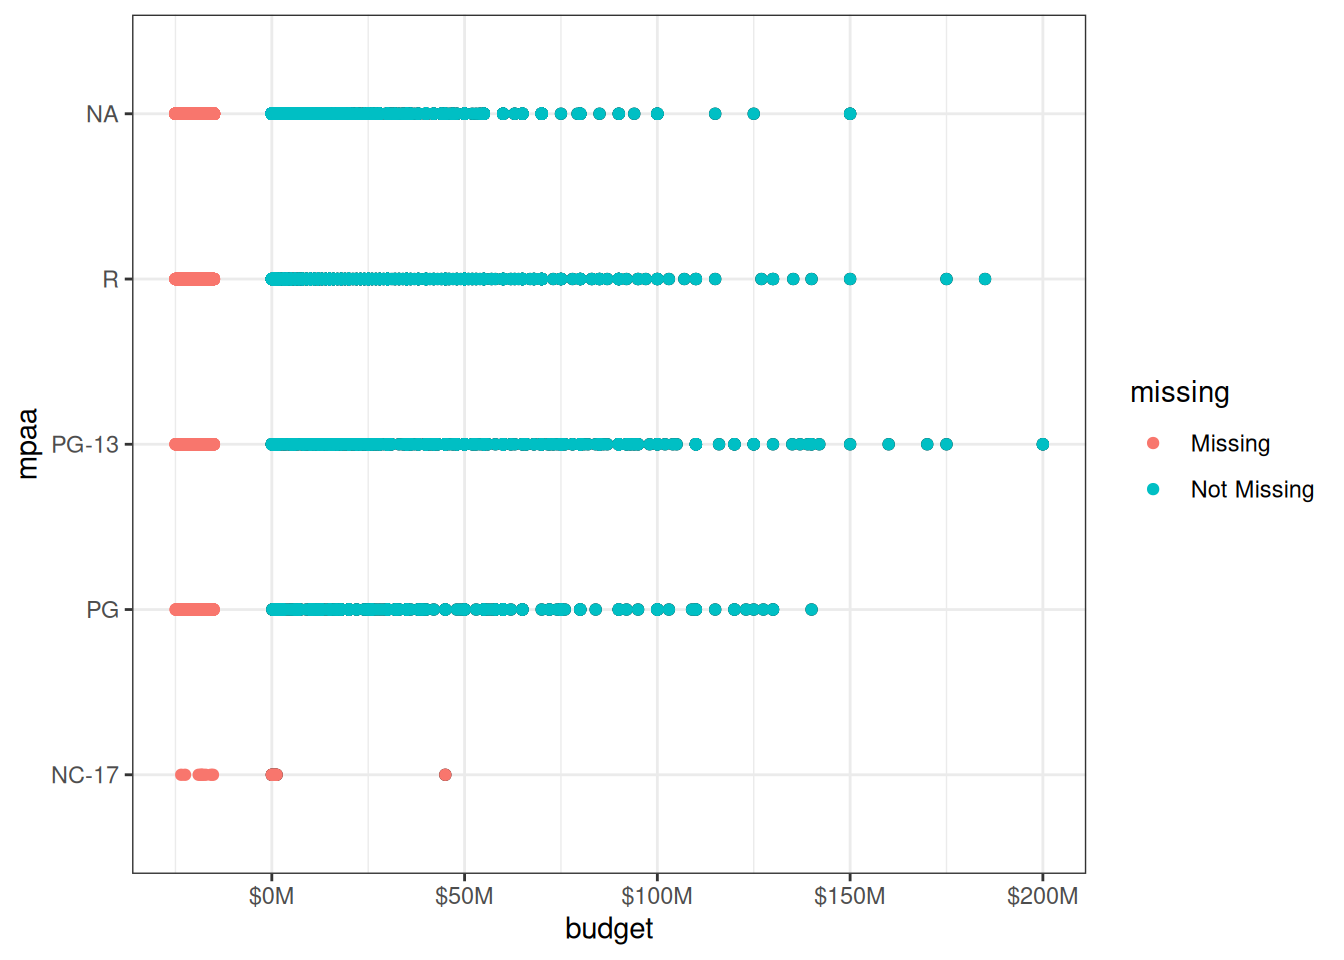 NA
R
PG-13
PG
NC-17
mpaa
$0M $50M $100M $150M $200M
budget
missing
Missing
Not Missing